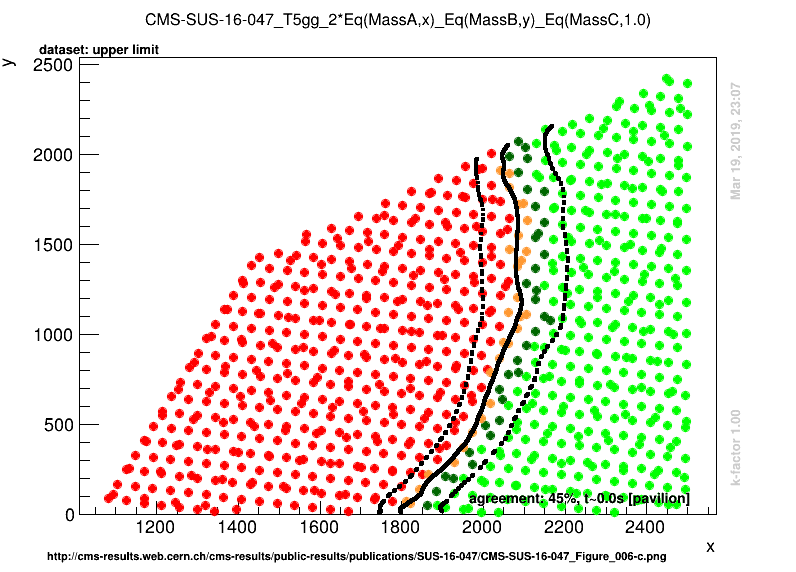 CMS-SUS-16-047_T5gg_2*Eq(MassA,x)_Eq(MassB,y)_Eq(MassC,1.0)
dataset: upper limit
y
2500
2000
1500
1000
500
0
Mar 19, 2019, 23:07
k-factor 1.00
agreement: 45%, t~0.0s [pavilion]
1200 1400 1600 1800 2000 2200 2400
x
http://cms-results.web.cern.ch/cms-results/public-results/publications/SUS-16-047/CMS-SUS-16-047_Figure_006-c.png